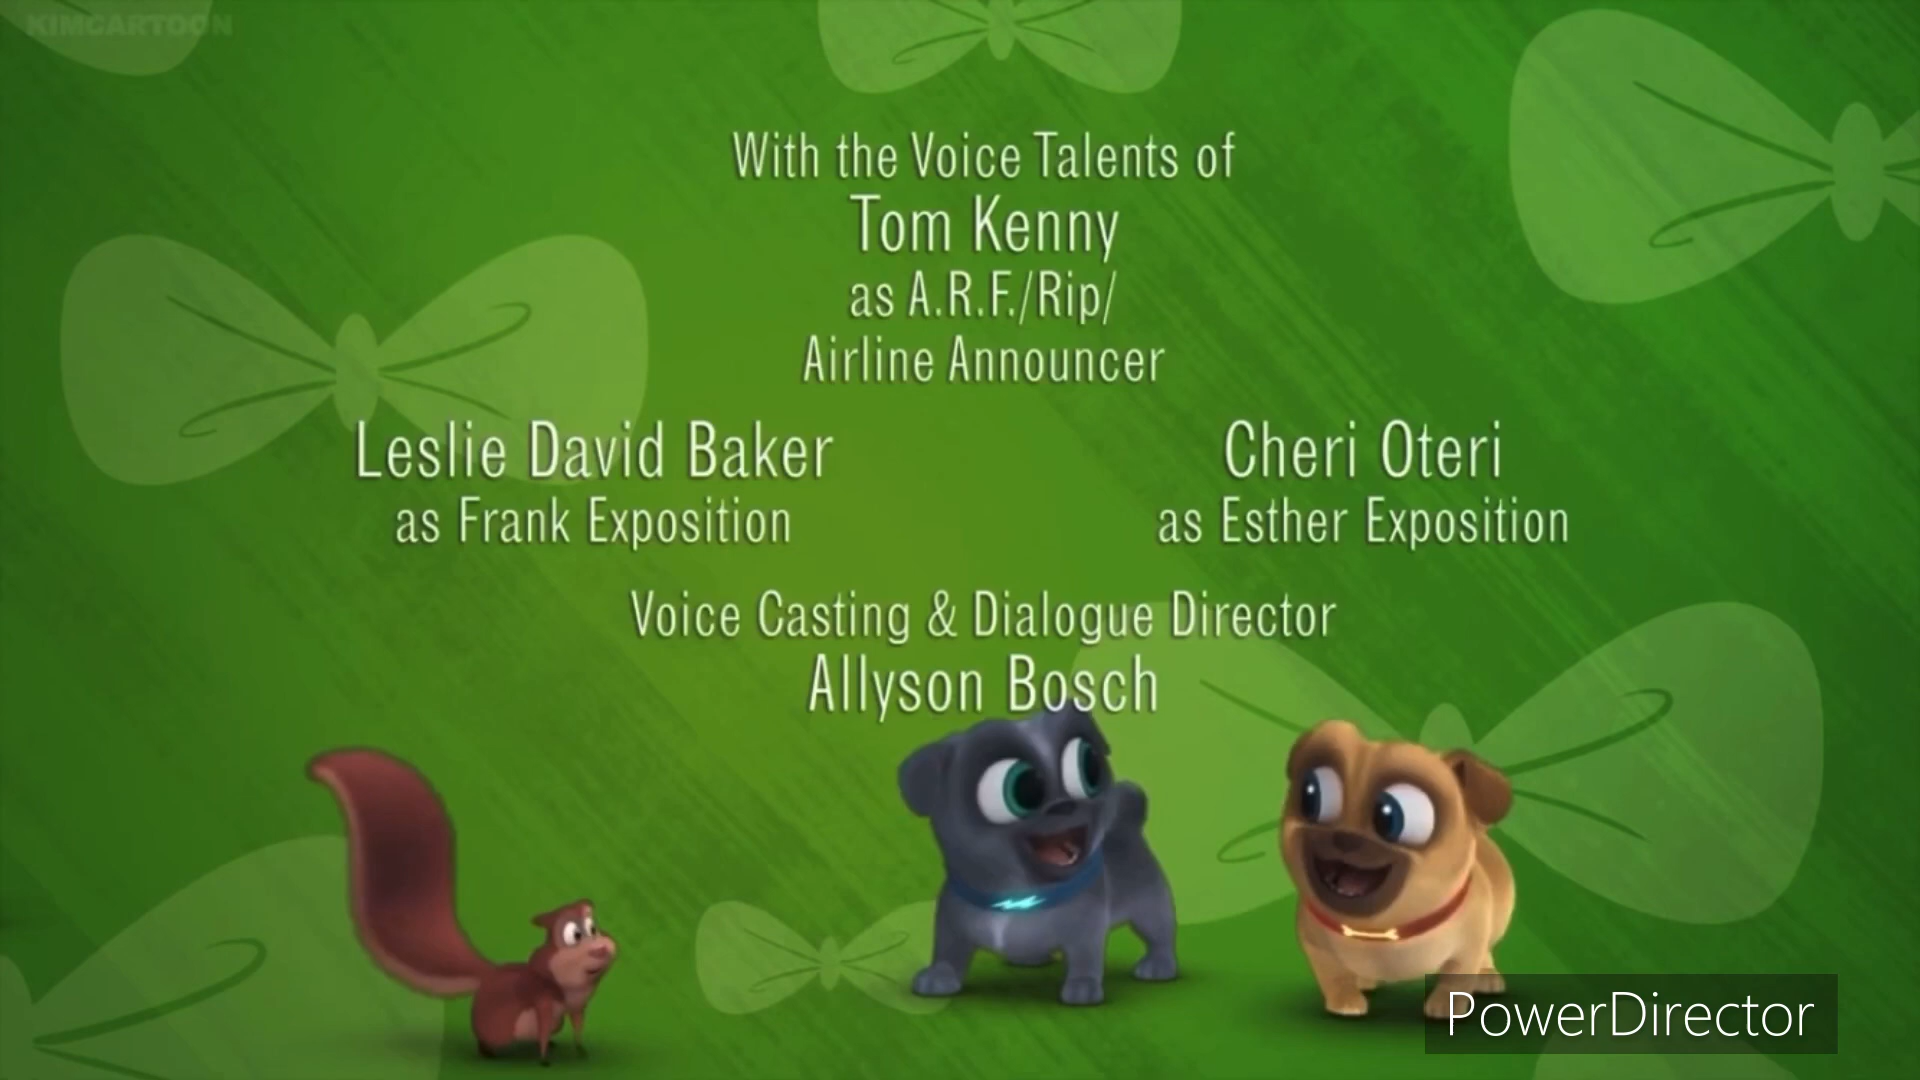 KIMCARTOON
With the Voice Talents of
Tom Kenny
as A.R.F./Rip/
Airline Announcer
Leslie David Baker
as Frank Exposition
Cheri Oteri
as Esther Exposition
Voice Casting & Dialogue Director
Allyson Bosch
PowerDirector